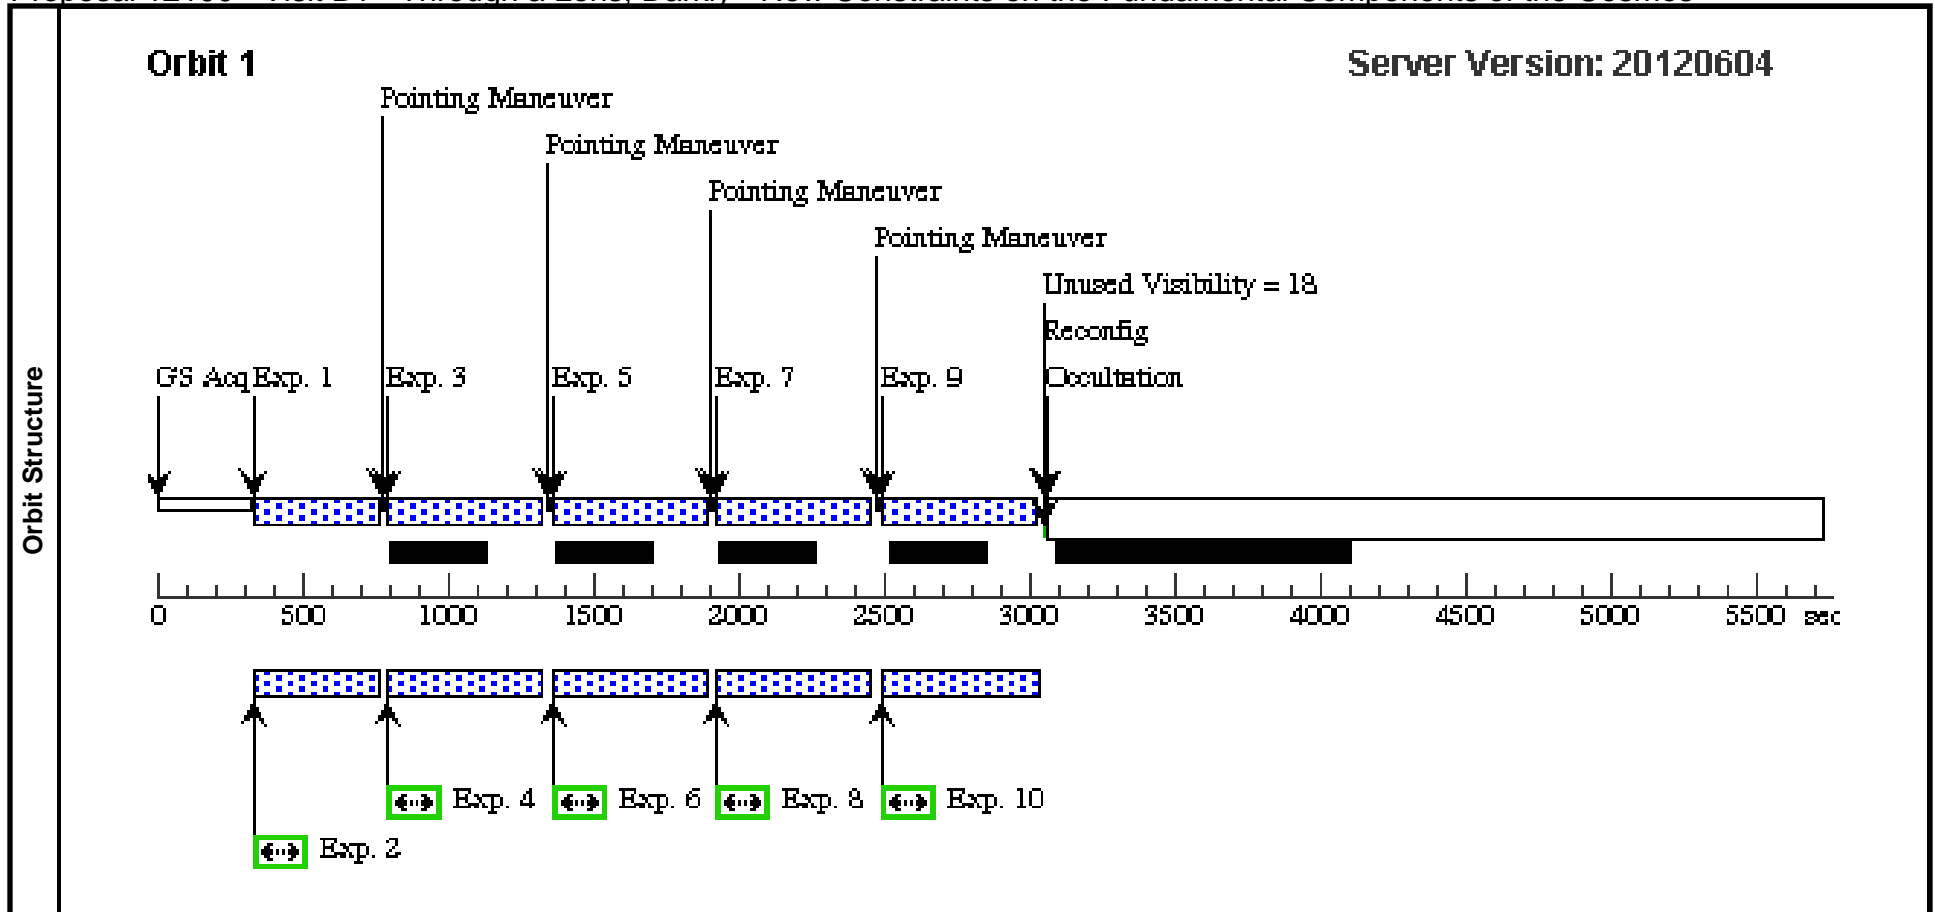 Orbit 1
Server Version: 20120604
Pointing Maneuver
Pointing Maneuver
Pointing Maneuver
Pointing Maneuver
Unused Visibility = 18
Reconfig
GS Acq Exp. 1 Exp. 3 Exp. 5 Exp. 7 Exp. 9 Occultation
Orbit Structure
0 500 1000 1500 2000 2500 3000 3500 4000 4500 5000 5500 sec
Exp. 4 Exp. 6 Exp. 8 Exp. 10
Exp. 2